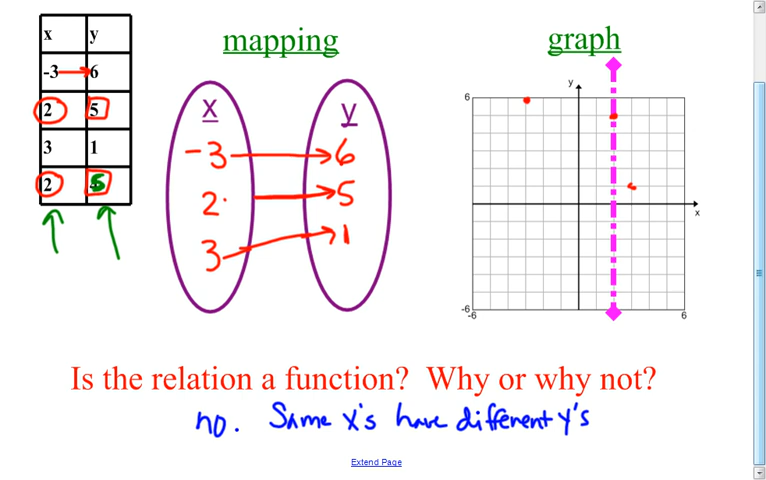 x y
-3 6
2 5
3 1
2 5
mapping
x
-3
2
3
y
6
5
1
graph
y
6
x
-6
-6
6
Is the relation a function? Why or why not?
no. Same x's have different y's
Extend Page